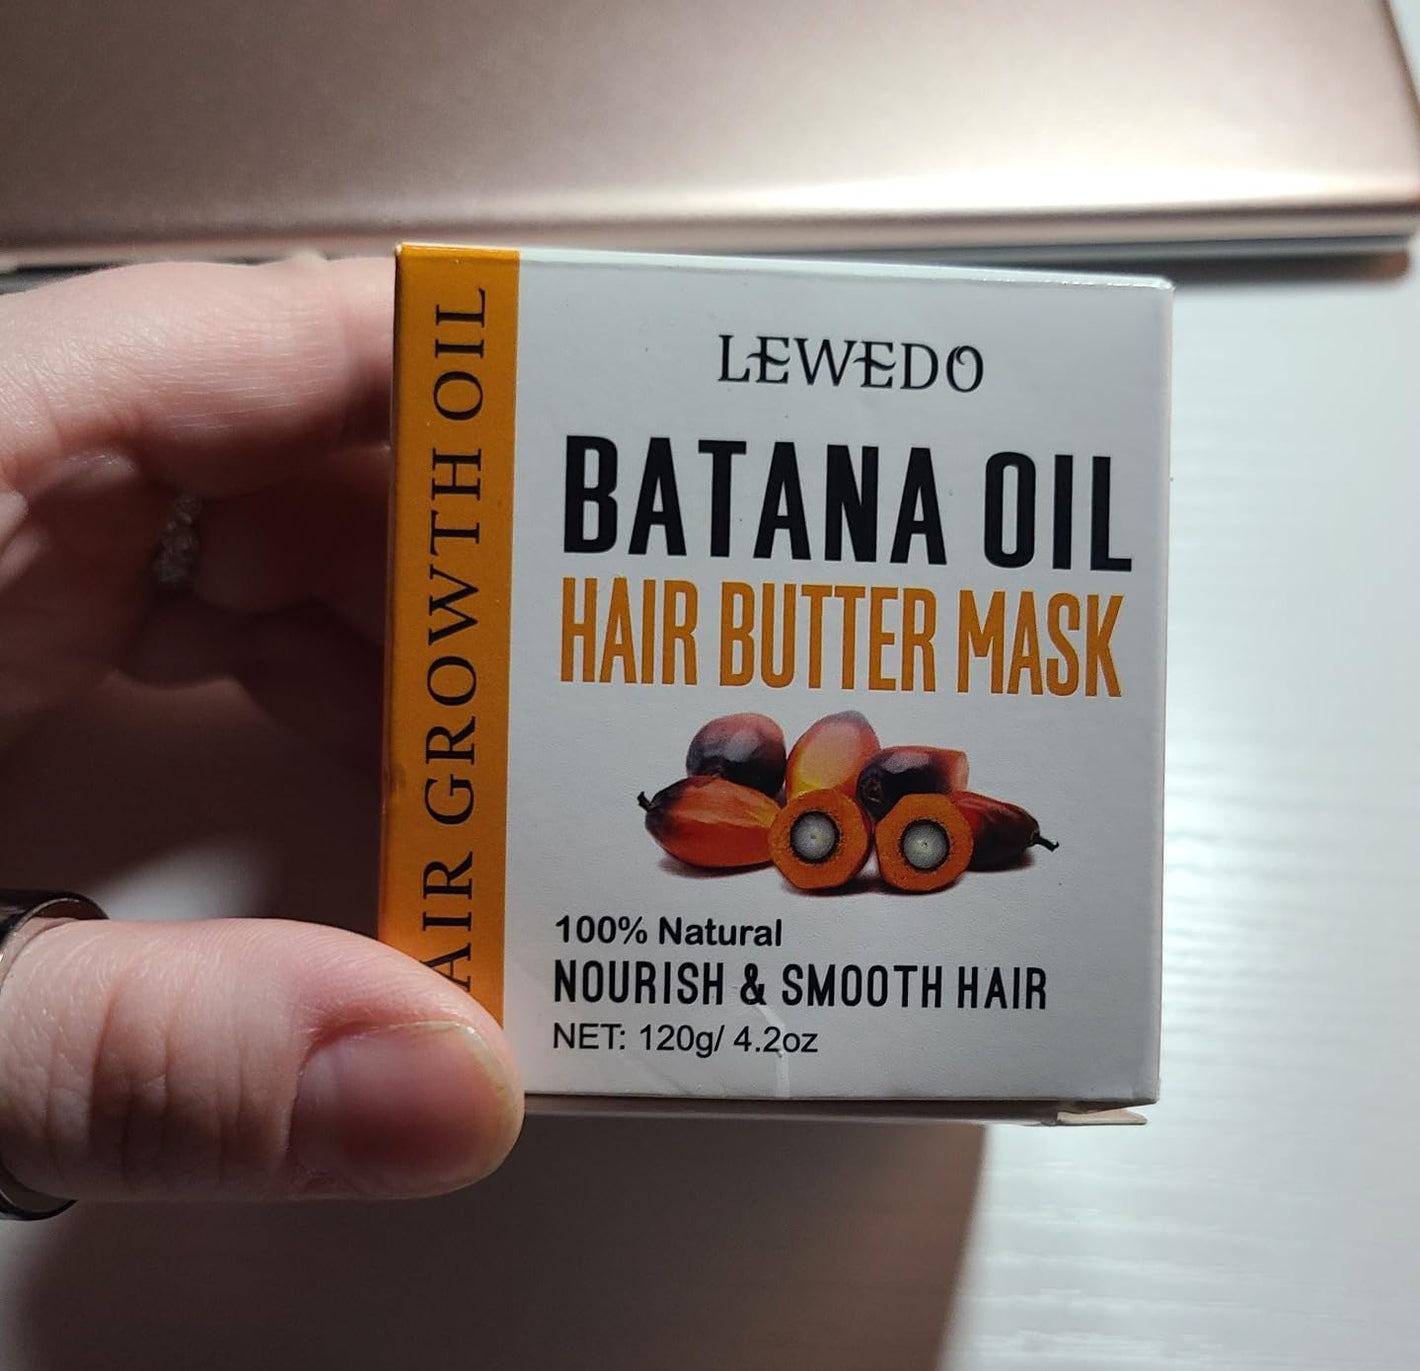 AIR GROWTH OIL
LEWEDO
BATANA OIL
HAIR BUTTER MASK
100% Natural
NOURISH & SMOOTH HAIR
NET: 120g/ 4.2oz